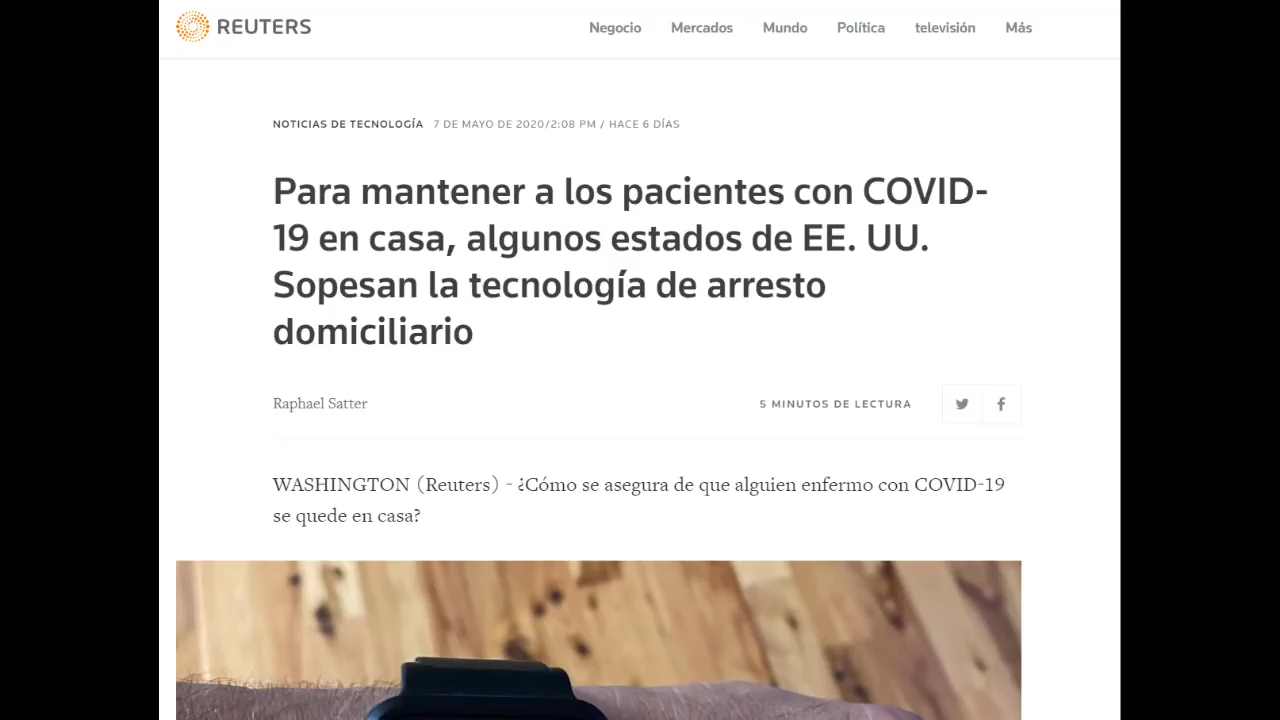 REUTERS
Negocio Mercados Mundo Política televisión Más
NOTICIAS DE TECNOLOGÍA 7 DE MAYO DE 2020/2:08 PM / HACE 6 DÍAS
Para mantener a los pacientes con COVID-
19 en casa, algunos estados de EE. UU.
Sopesan la tecnología de arresto
domiciliario
Raphael Satter
5 MINUTOS DE LECTURA
WASHINGTON (Reuters) - ¿Cómo se asegura de que alguien enfermo con COVID-19
se quede en casa?